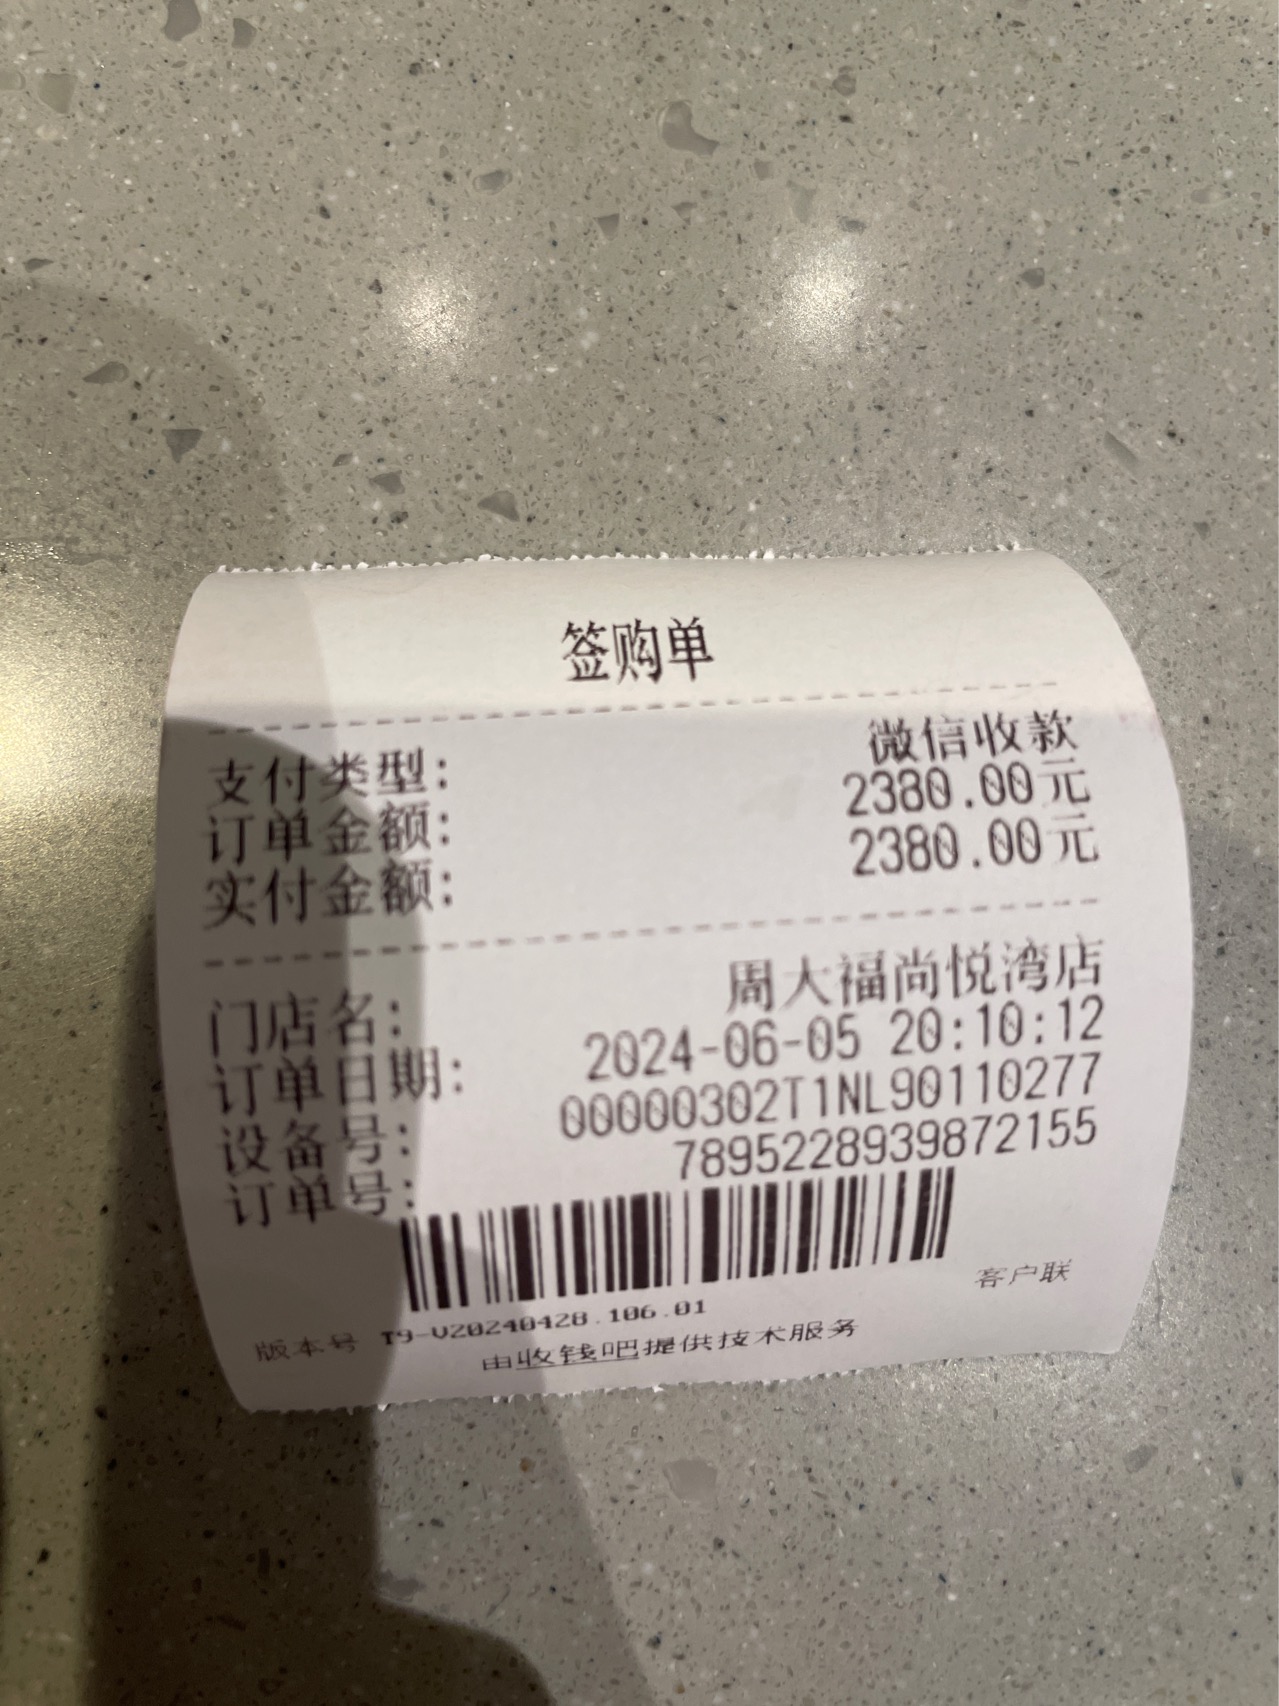 签购单
支付类型: 微信收款
订单金额: 2380.00元
实付金额: 2380.00元
门店名: 周大福尚悦湾店
订单日期: 2024-06-05 20:10:12
设备号: 00000302T1NL90110277
订单号: 7895228939872155
客户联
版本号 T9-V20240428.106.01
由收钱吧提供技术服务